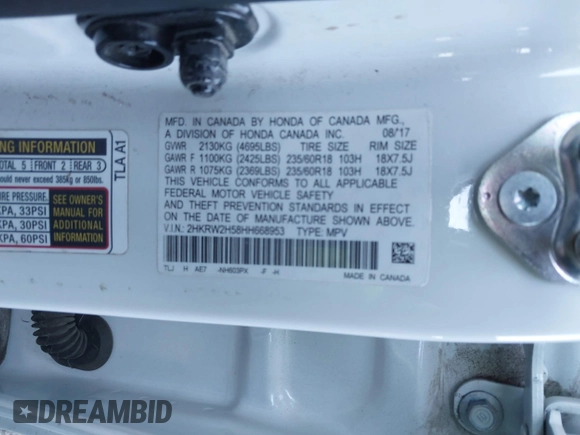 MFD. IN CANADA BY HONDA OF CANADA MFG.,
A DIVISION OF HONDA CANADA INC. 08/17
GVWR 2130KG (4695LBS) TIRE SIZE RIM SIZE
GAWR F 1100KG (2425LBS) 235/60R18 103H 18X7.5J
GAWR R 1075KG (2369LBS) 235/60R18 103H 18X7.5J
THIS VEHICLE CONFORMS TO ALL APPLICABLE
FEDERAL MOTOR VEHICLE SAFETY
AND THEFT PREVENTION STANDARDS IN EFFECT
ON THE DATE OF MANUFACTURE SHOWN ABOVE.
V.I.N.: 2HKRW2H58HH668953 TYPE: MPV
TLJ H AE7 -NH603PX -F -H
MADE IN CANADA
NG INFORMATION
TOTAL 5 FRONT 2 REAR 3
exceed 385kg or 850lbs.
TLA A1
RE PRESSURE
KPA, 33PSI
KPA, 30PSI
KPA, 60PSI
SEE OWNER'S
MANUAL FOR
ADDITIONAL
INFORMATION
DREAMBID